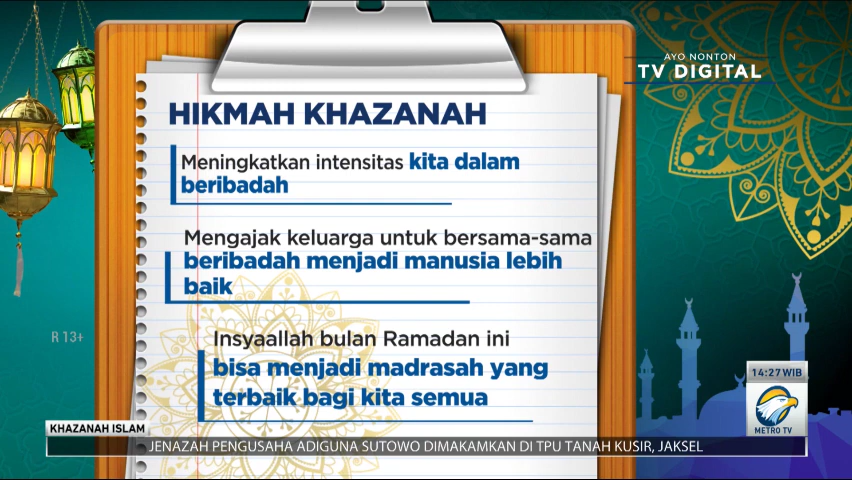 AYO NONTON
TV DIGITAL
HIKMAH KHAZANAH
Meningkatkan intensitas kita dalam
beribadah
Mengajak keluarga untuk bersama-sama
beribadah menjadi manusia lebih
baik
Insyaallah bulan Ramadan ini
bisa menjadi madrasah yang
terbaik bagi kita semua
R 13+
14:27 WIB
METRO TV
KHAZANAH ISLAM
JENAZAH PENGUSAHA ADIGUNA SUTOWO DIMAKAMKAN DI TPU TANAH KUSIR, JAKSEL